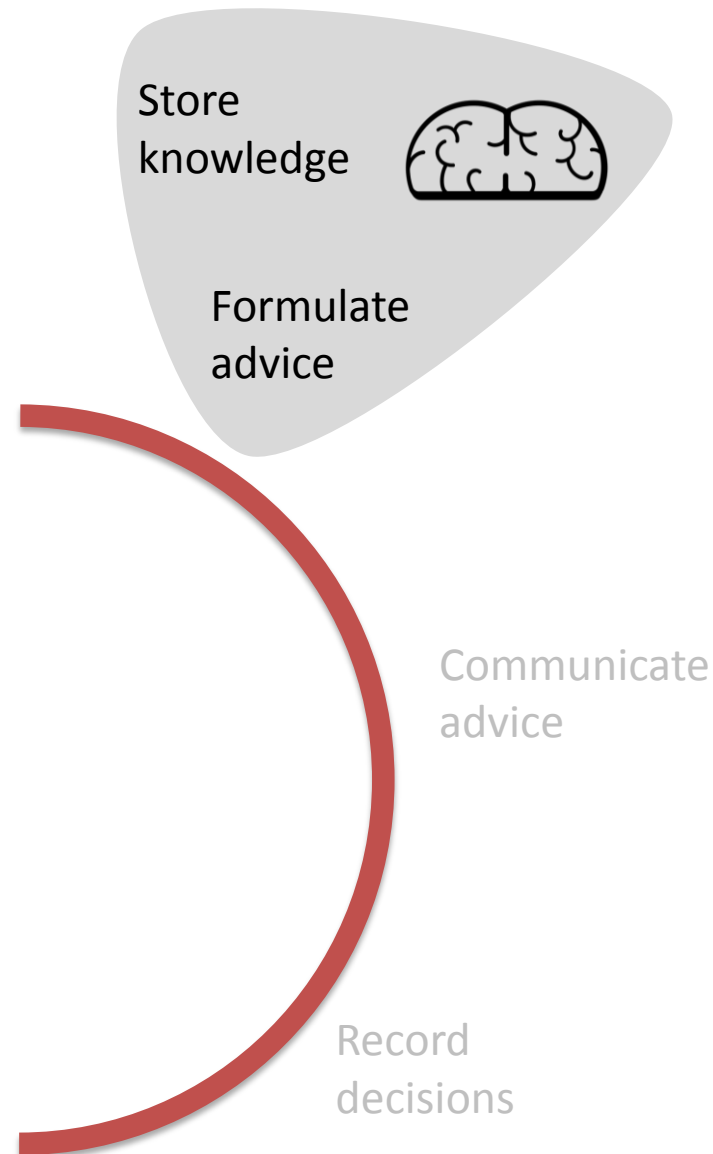 Store
knowledge
Formulate
advice
Communicate
advice
Record
decisions